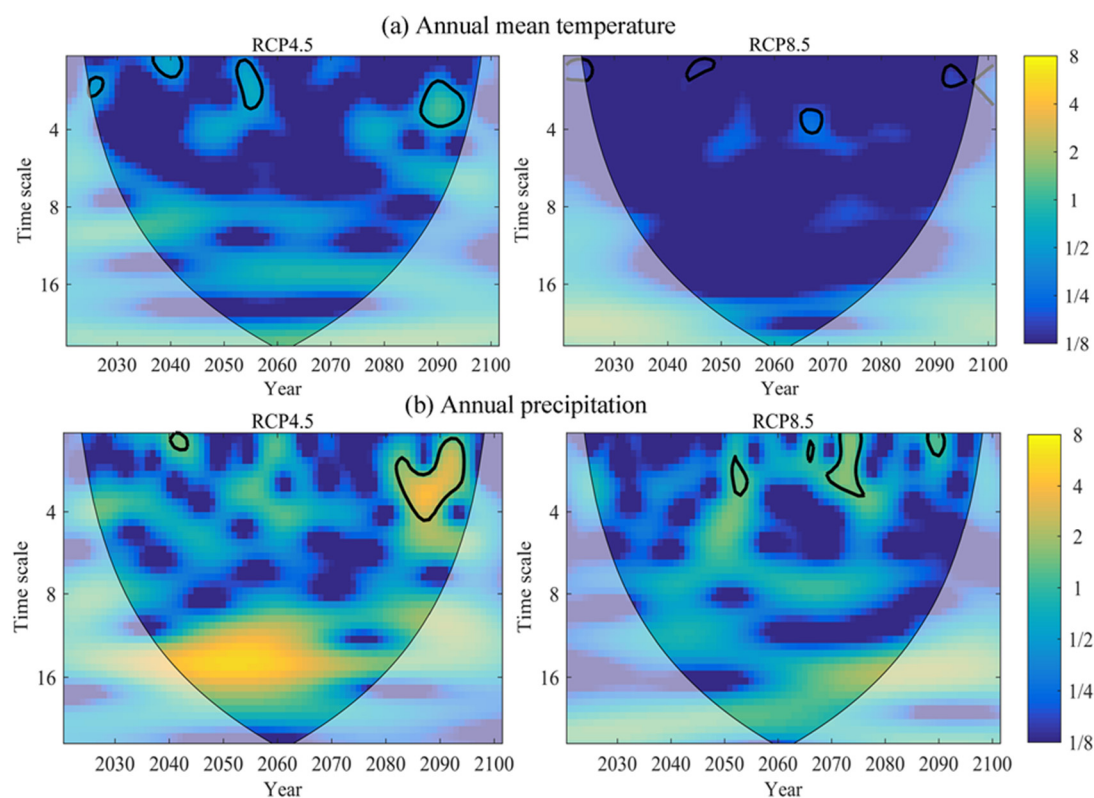 (a) Annual mean temperature
RCP4.5
RCP8.5
Time scale
4
8
16
2030 2040 2050 2060 2070 2080 2090 2100
Year
Time scale
4
8
16
2030 2040 2050 2060 2070 2080 2090 2100
Year
8
4
2
1
1/2
1/4
1/8
(b) Annual precipitation
RCP4.5
RCP8.5
Time scale
4
8
16
2030 2040 2050 2060 2070 2080 2090 2100
Year
Time scale
4
8
16
2030 2040 2050 2060 2070 2080 2090 2100
Year
8
4
2
1
1/2
1/4
1/8